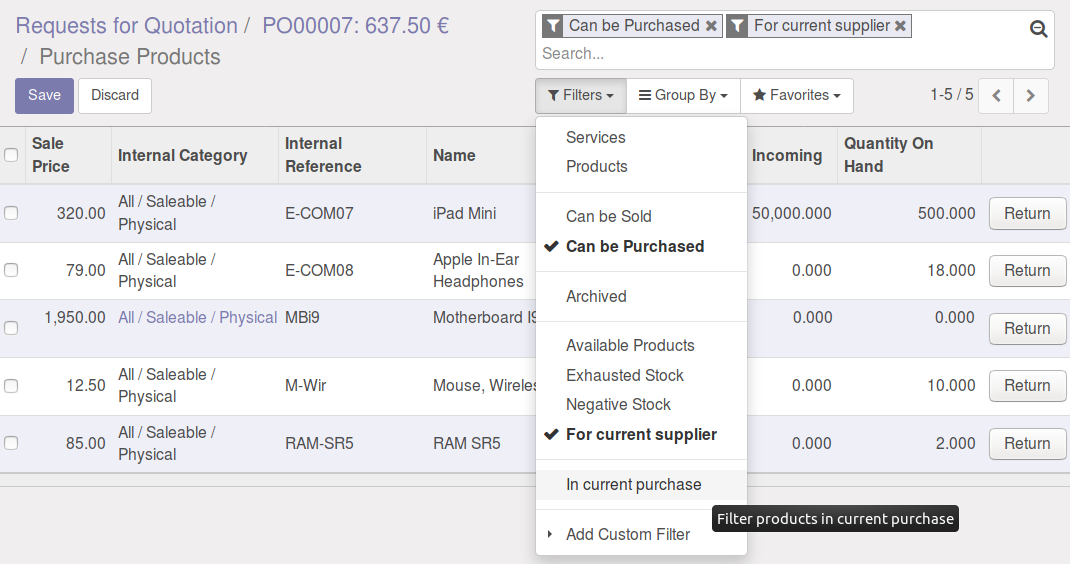 Requests for Quotation / PO00007: 637.50 €
/ Purchase Products
Can be Purchased ✖ For current supplier ✖
Search...
Save Discard
Filters Group By Favorites 1-5 / 5
Sale Price Internal Category Internal Reference Name Incoming Quantity On Hand
320.00 All / Saleable / Physical E-COM07 iPad Mini 50,000.000 500.000 Return
79.00 All / Saleable / Physical E-COM08 Apple In-Ear Headphones 0.000 18.000 Return
1,950.00 All / Saleable / Physical MBi9 Motherboard I9 0.000 0.000 Return
12.50 All / Saleable / Physical M-Wir Mouse, 0.000 10.000 Return
85.00 All / Saleable / Physical RAM-SR5 RAM SR5 0.000 2.000 Return
Services
Products
Can be Sold
✔ Can be Purchased
Archived
Available Products
Exhausted Stock
Negative Stock
✔ For current supplier
In current purchase
Filter products in current purchase
Add Custom Filter